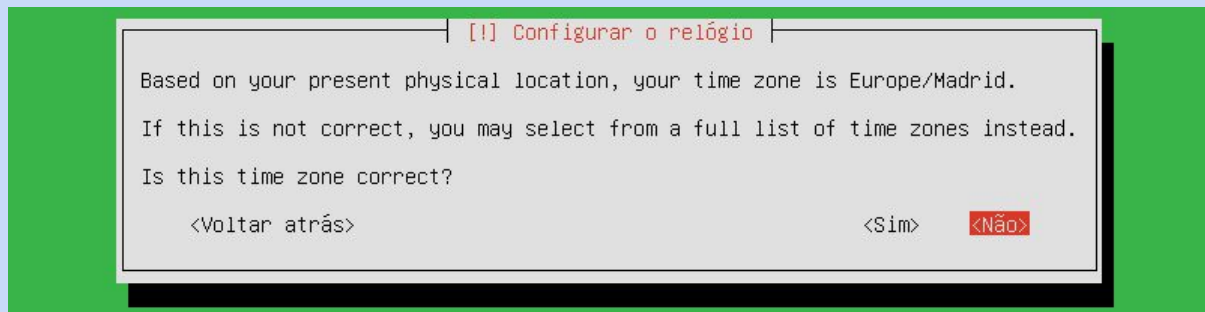 [!] Configurar o relógio
Based on your present physical location, your time zone is Europe/Madrid.
If this is not correct, you may select from a full list of time zones instead.
Is this time zone correct?
<Voltar atrás> <Sim> <Não>